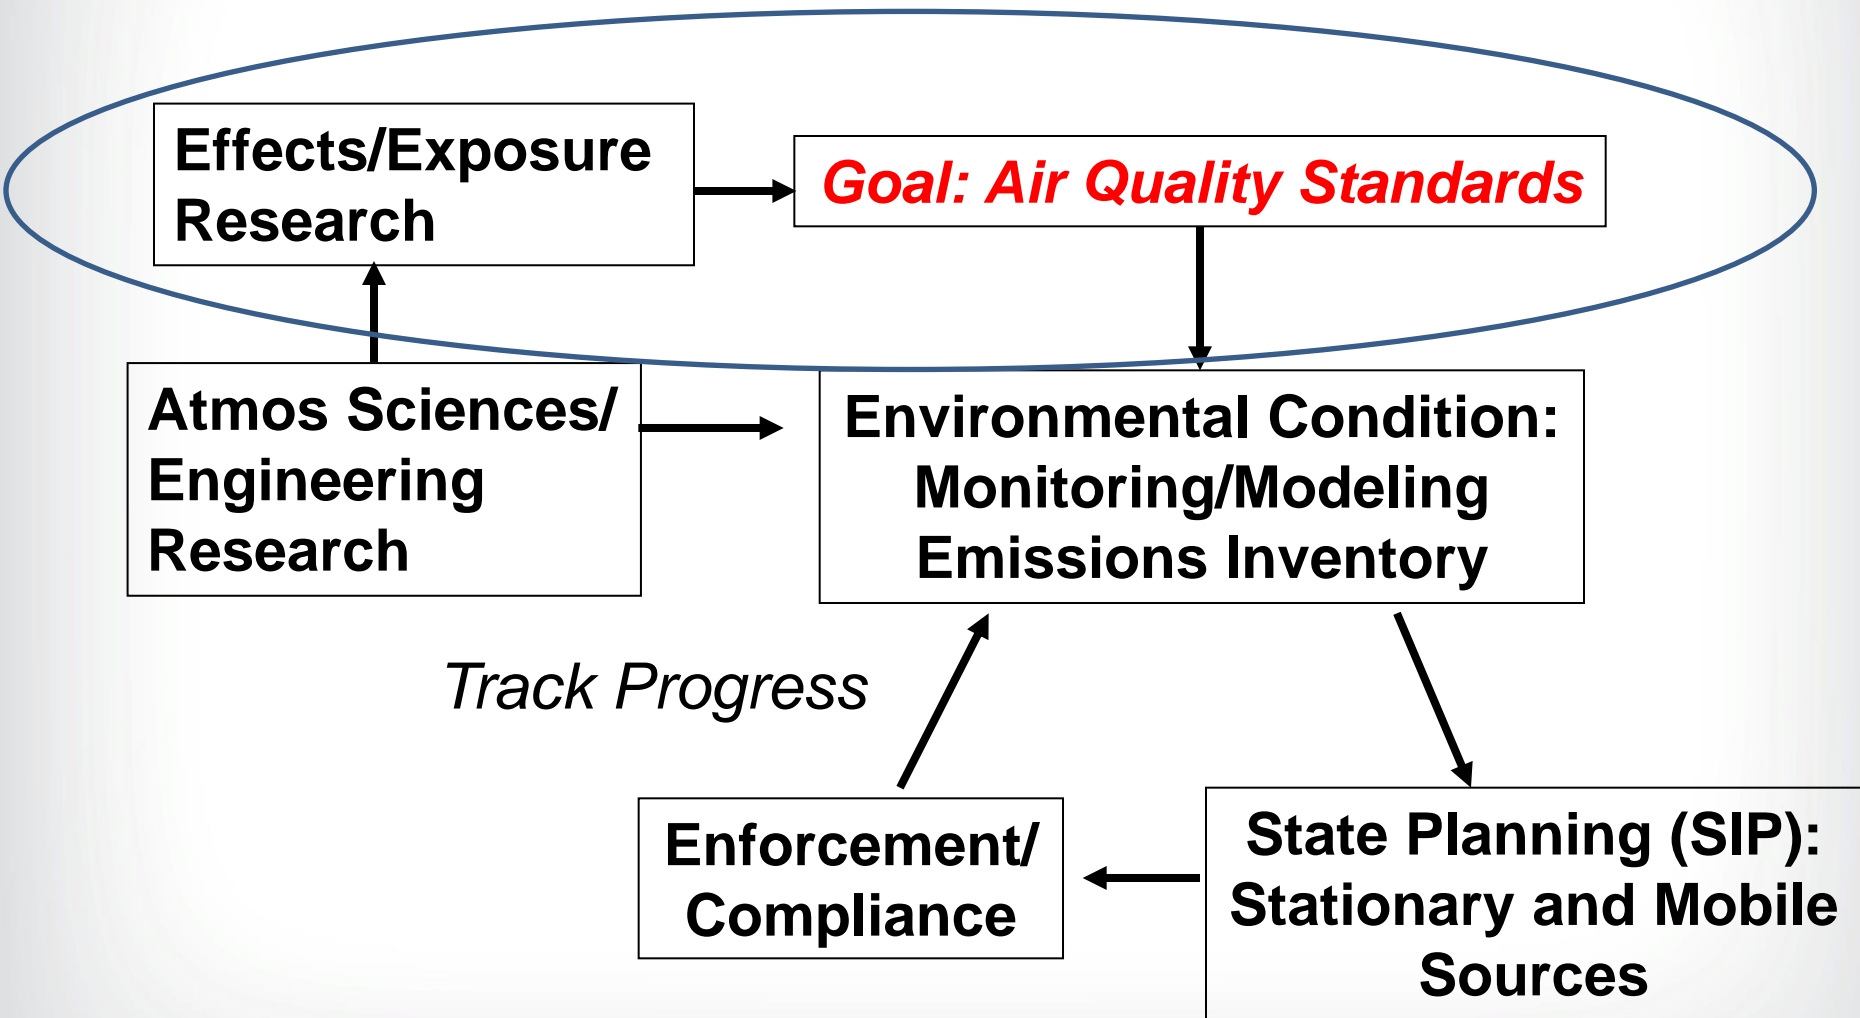 Effects/Exposure
Research
Goal: Air Quality Standards
Atmos Sciences/
Engineering
Research
Environmental Condition:
Monitoring/Modeling
Emissions Inventory
Track Progress
Enforcement/
Compliance
State Planning (SIP):
Stationary and Mobile
Sources